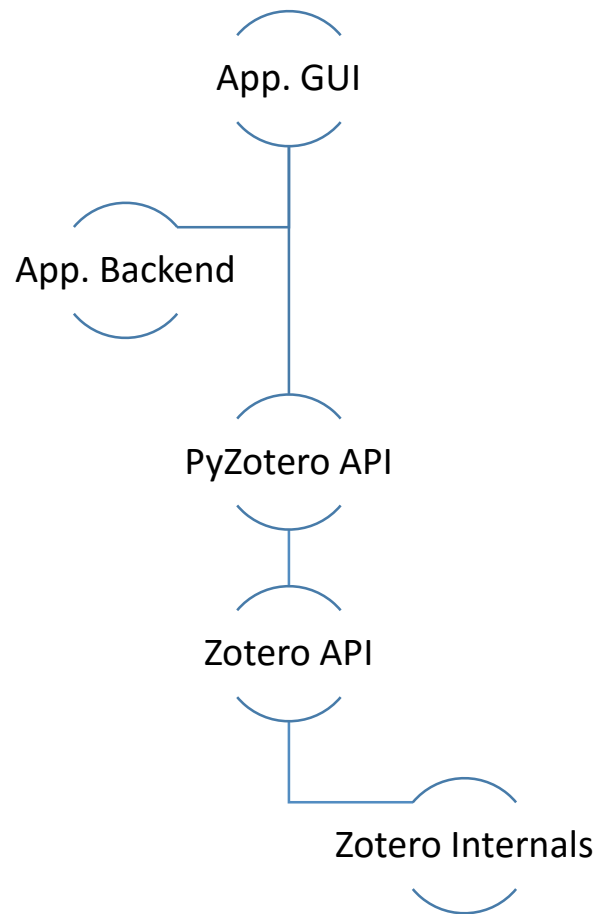 App. GUI
App. Backend
PyZotero API
Zotero API
Zotero Internals